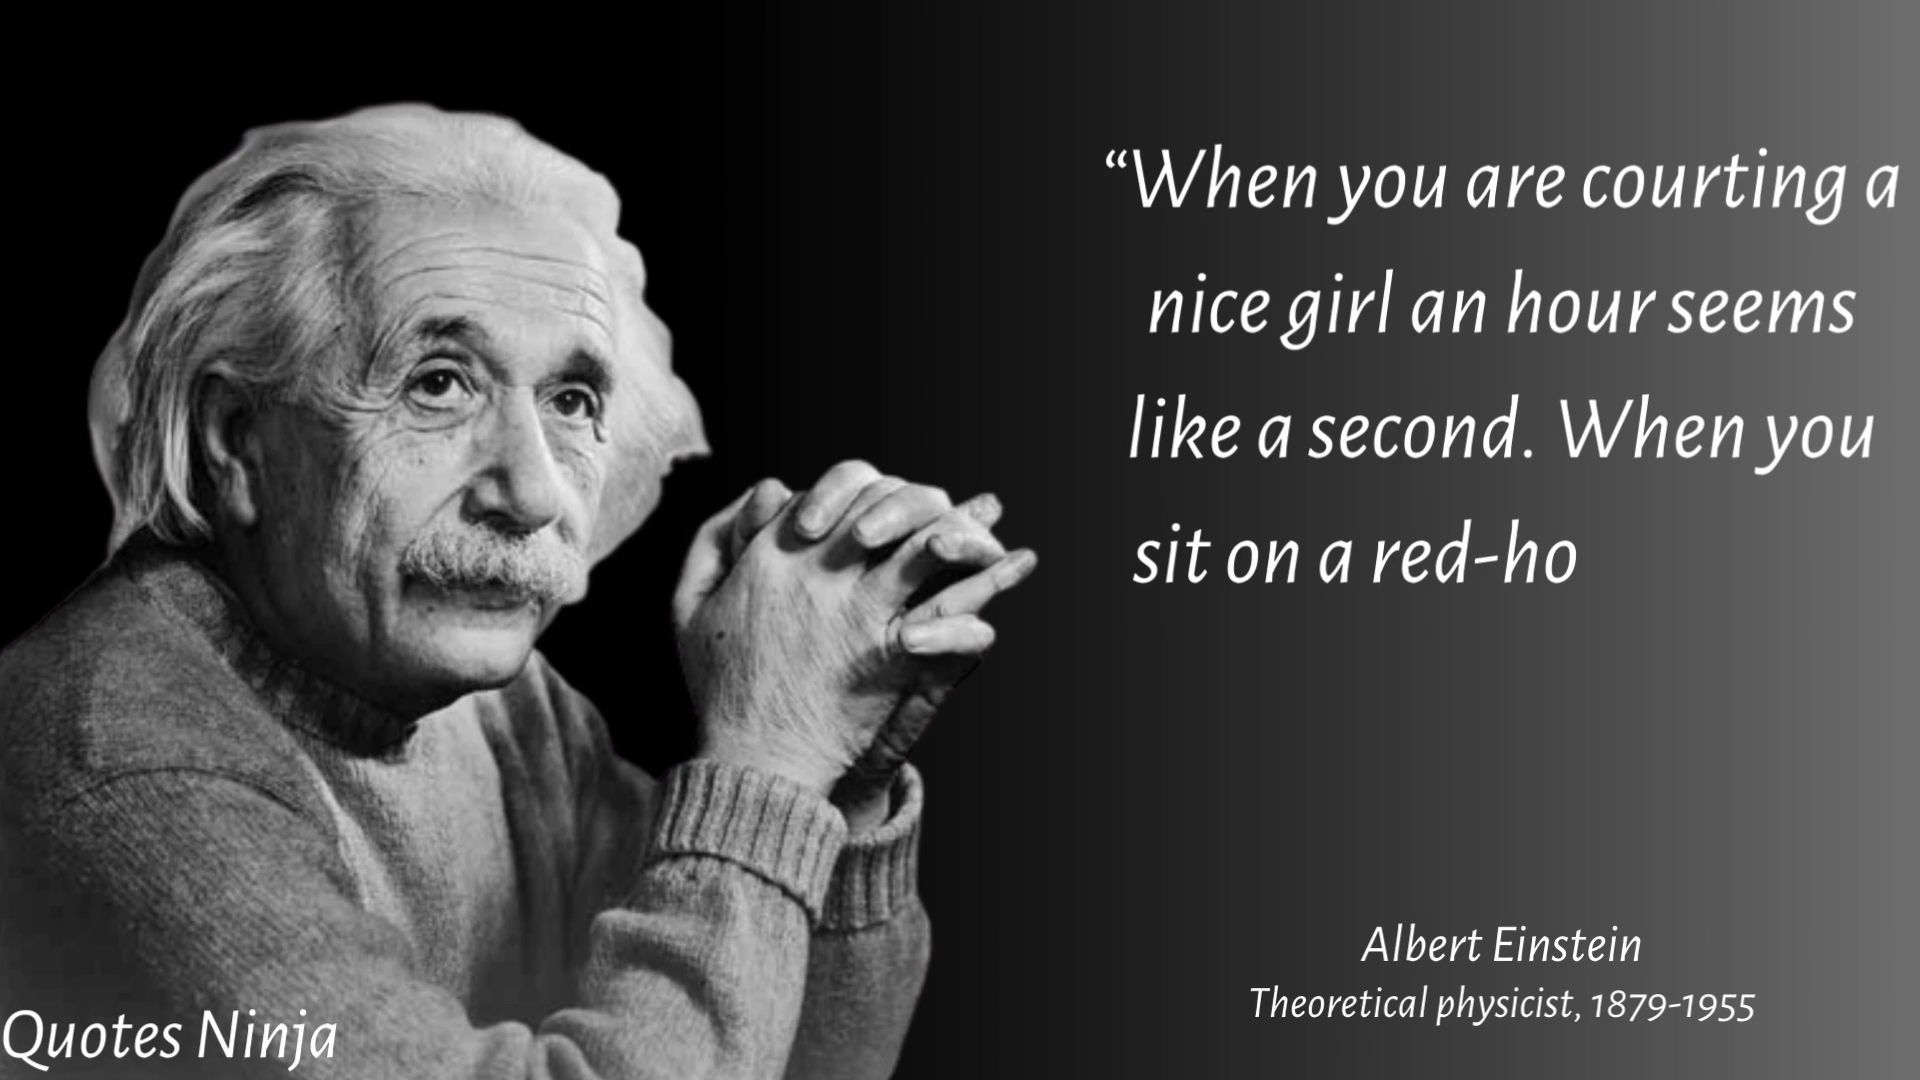 “When you are courting a
nice girl an hour seems
like a second. When you
sit on a red-ho
Albert Einstein
Theoretical physicist, 1879-1955
Quotes Ninja